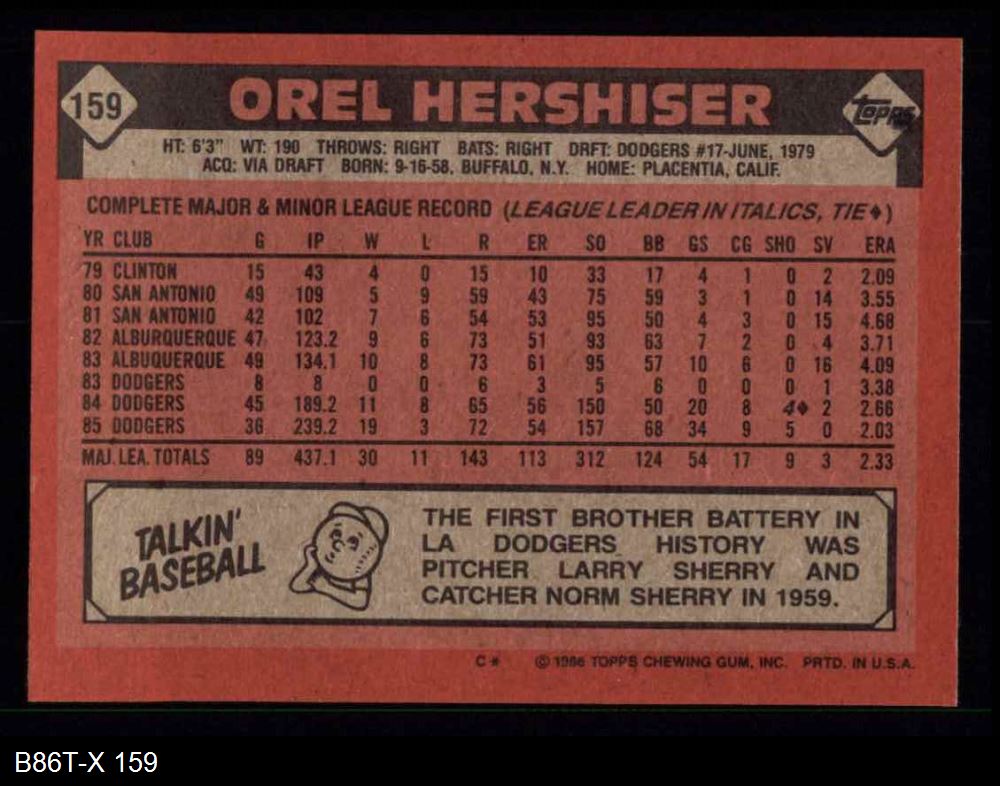 159
OREL HERSHISER
topps
HT: 6'3" WT: 190 THROWS: RIGHT BATS: RIGHT DRFT: DODGERS #17-JUNE, 1979
ACQ: VIA DRAFT BORN: 9-16-58, BUFFALO, N.Y. HOME: PLACENTIA, CALIF.
COMPLETE MAJOR & MINOR LEAGUE RECORD (LEAGUE LEADER IN ITALICS, TIE♦)
YR CLUB G IP W L R ER SO BB GS CG SHO SV ERA
79 CLINTON 15 43 4 0 15 10 33 17 4 1 0 2 2.09
80 SAN ANTONIO 49 109 5 9 59 43 75 59 3 1 0 14 3.55
81 SAN ANTONIO 42 102 7 6 54 53 95 50 4 3 0 15 4.68
82 ALBURQUERQUE 47 123.2 9 6 73 51 93 63 7 2 0 4 3.71
83 ALBUQUERQUE 49 134.1 10 8 73 61 95 57 10 6 0 16 4.09
83 DODGERS 8 8 0 0 6 3 5 6 0 0 0 1 3.38
84 DODGERS 45 189.2 11 8 65 56 150 50 20 8 4♦ 2 2.66
85 DODGERS 36 239.2 19 3 72 54 157 68 34 9 5 0 2.03
MAJ. LEA. TOTALS 89 437.1 30 11 143 113 312 124 54 17 9 3 2.33
TALKIN'
BASEBALL
THE FIRST BROTHER BATTERY IN
LA DODGERS HISTORY WAS
PITCHER LARRY SHERRY AND
CATCHER NORM SHERRY IN 1959.
C* © 1986 TOPPS CHEWING GUM, INC. PRTD. IN U.S.A.
B86T-X 159